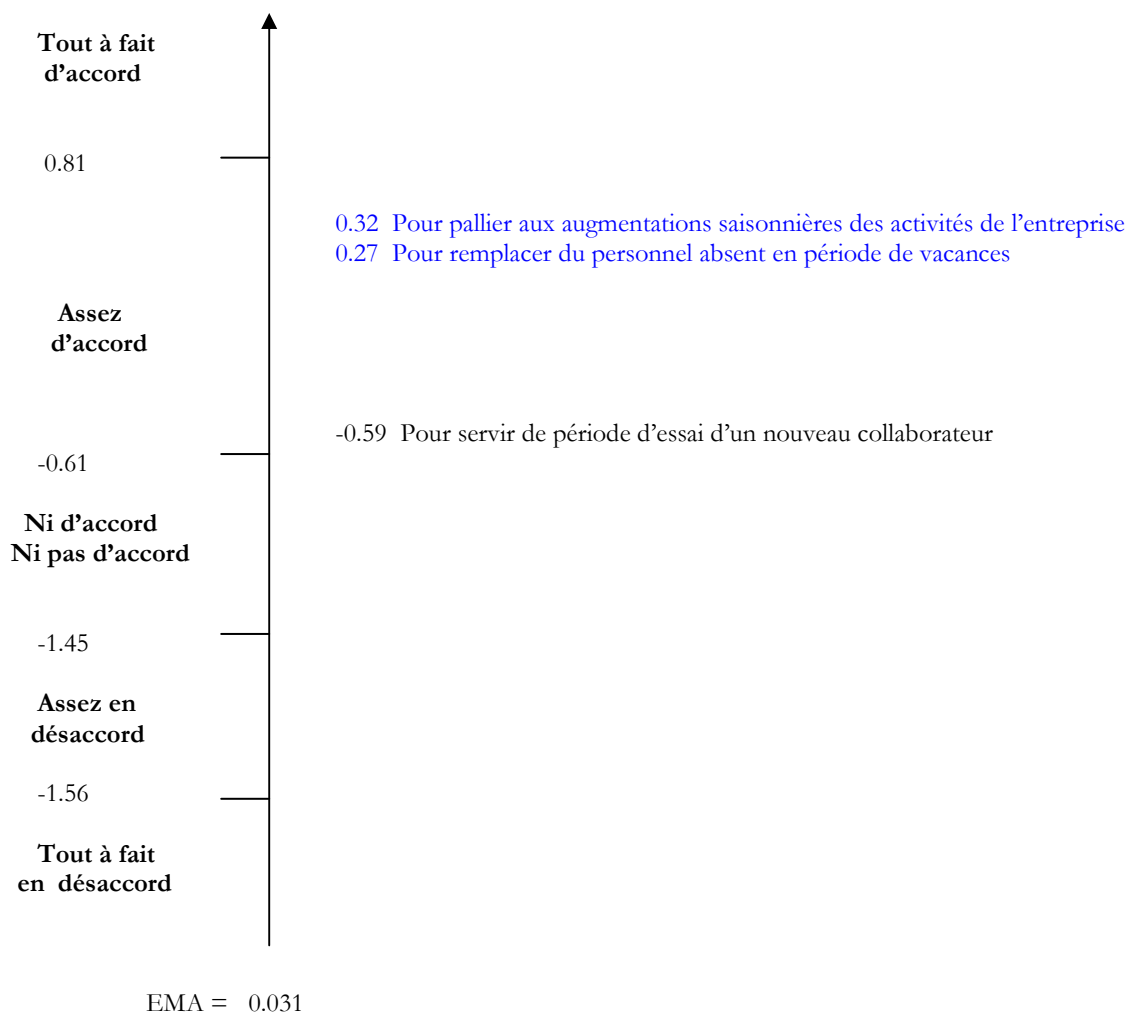 Tout à fait
d'accord
0.81
0.32 Pour pallier aux augmentations saisonnières des activités de l'entreprise
0.27 Pour remplacer du personnel absent en période de vacances
Assez
d'accord
-0.59 Pour servir de période d'essai d'un nouveau collaborateur
-0.61
Ni d'accord
Ni pas d'accord
-1.45
Assez en
désaccord
-1.56
Tout à fait
en désaccord
EMA = 0.031